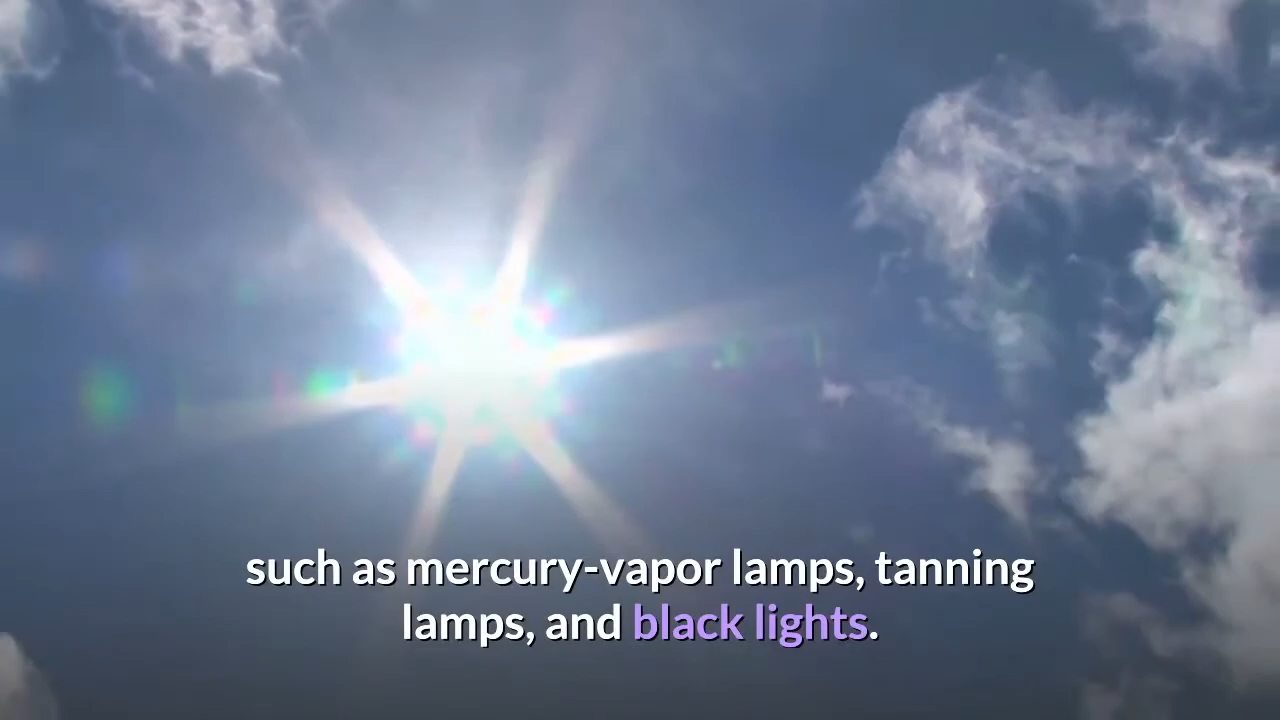 such as mercury-vapor lamps, tanning
lamps, and black lights.